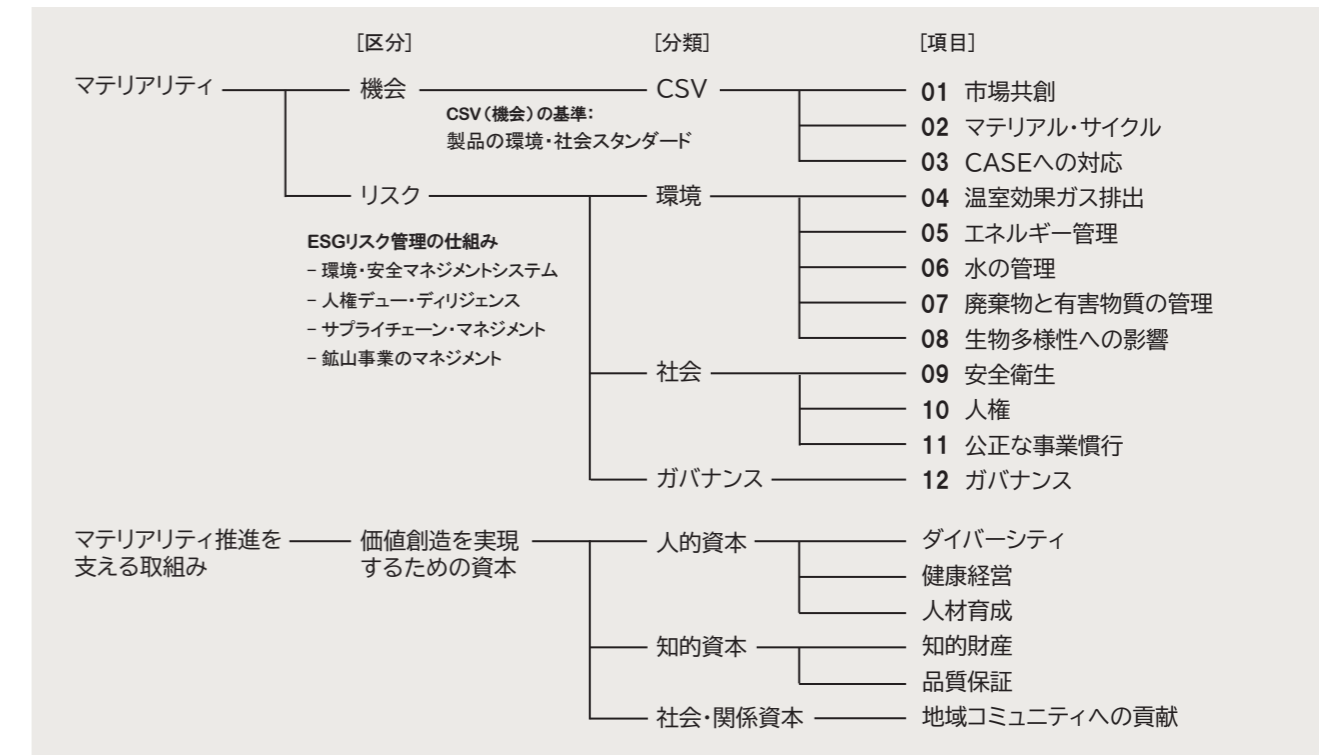 [区分] [分類] [項目]
マテリアリティ 機会 CSV 01 市場共創
CSV（機会）の基準：
製品の環境・社会スタンダード
02 マテリアル・サイクル
03 CASEへの対応
リスク 環境 04 温室効果ガス排出
ESGリスク管理の仕組み
− 環境・安全マネジメントシステム
− 人権デュー・ディリジェンス
− サプライチェーン・マネジメント
− 鉱山事業のマネジメント
05 エネルギー管理
06 水の管理
07 廃棄物と有害物質の管理
08 生物多様性への影響
社会 09 安全衛生
10 人権
11 公正な事業慣行
ガバナンス 12 ガバナンス
マテリアリティ推進を
支える取組み
価値創造を実現
するための資本
人的資本 ダイバーシティ
健康経営
人材育成
知的資本 知的財産
品質保証
社会・関係資本 地域コミュニティへの貢献